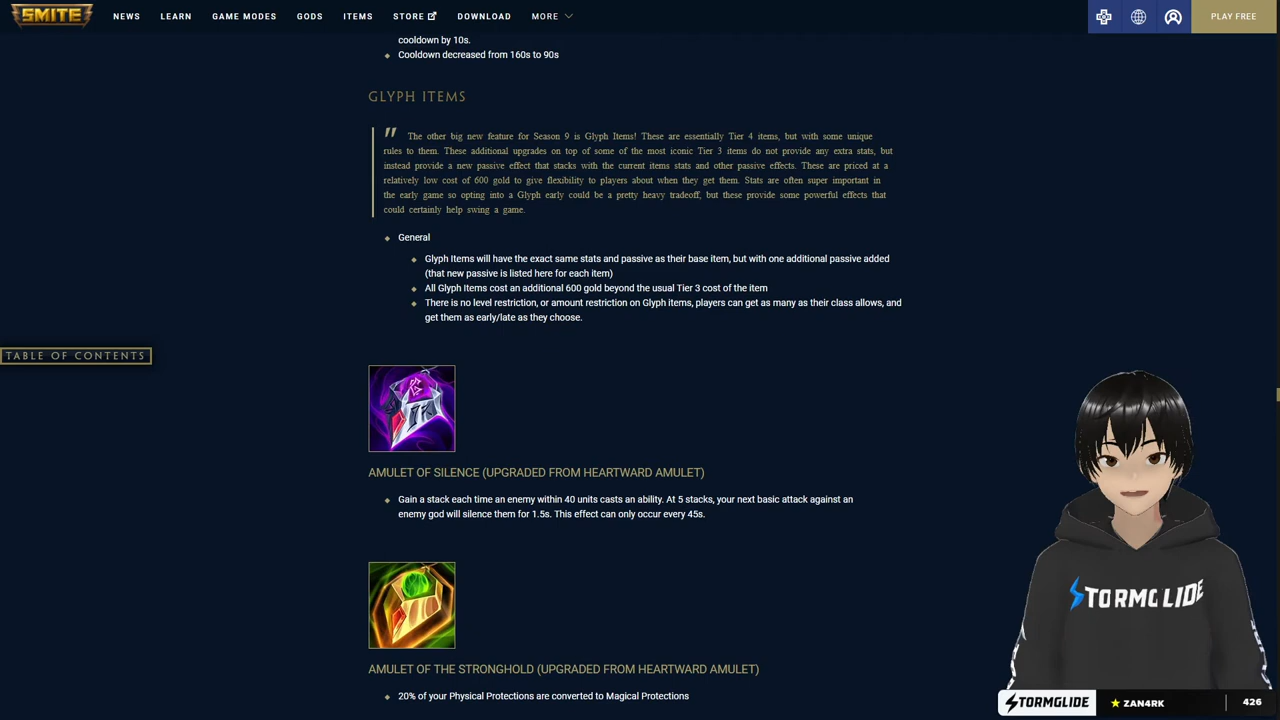 SMITE NEWS LEARN GAME MODES GODS ITEMS STORE DOWNLOAD MORE PLAY FREE
cooldown by 10s.
Cooldown decreased from 160s to 90s
GLYPH ITEMS
" The other big new feature for Season 9 is Glyph Items! These are essentially Tier 4 items, but with some unique
rules to them. These additional upgrades on top of some of the most iconic Tier 3 items do not provide any extra stats, but
instead provide a new passive effect that stacks with the current items stats and other passive effects. These are priced at a
relatively low cost of 600 gold to give flexibility to players about when they get them. Stats are often super important in
the early game so opting into a Glyph early could be a pretty heavy tradeoff, but these provide some powerful effects that
could certainly help swing a game.
General
Glyph Items will have the exact same stats and passive as their base item, but with one additional passive added
(that new passive is listed here for each item)
All Glyph Items cost an additional 600 gold beyond the usual Tier 3 cost of the item
There is no level restriction, or amount restriction on Glyph items, players can get as many as their class allows, and
get them as early/late as they choose.
TABLE OF CONTENTS
AMULET OF SILENCE (UPGRADED FROM HEARTWARD AMULET)
Gain a stack each time an enemy within 40 units casts an ability. At 5 stacks, your next basic attack against an
enemy god will silence them for 1.5s. This effect can only occur every 45s.
STORMGLIDE
AMULET OF THE STRONGHOLD (UPGRADED FROM HEARTWARD AMULET)
20% of your Physical Protections are converted to Magical Protections
STORMGLIDE ZAN4RK 426